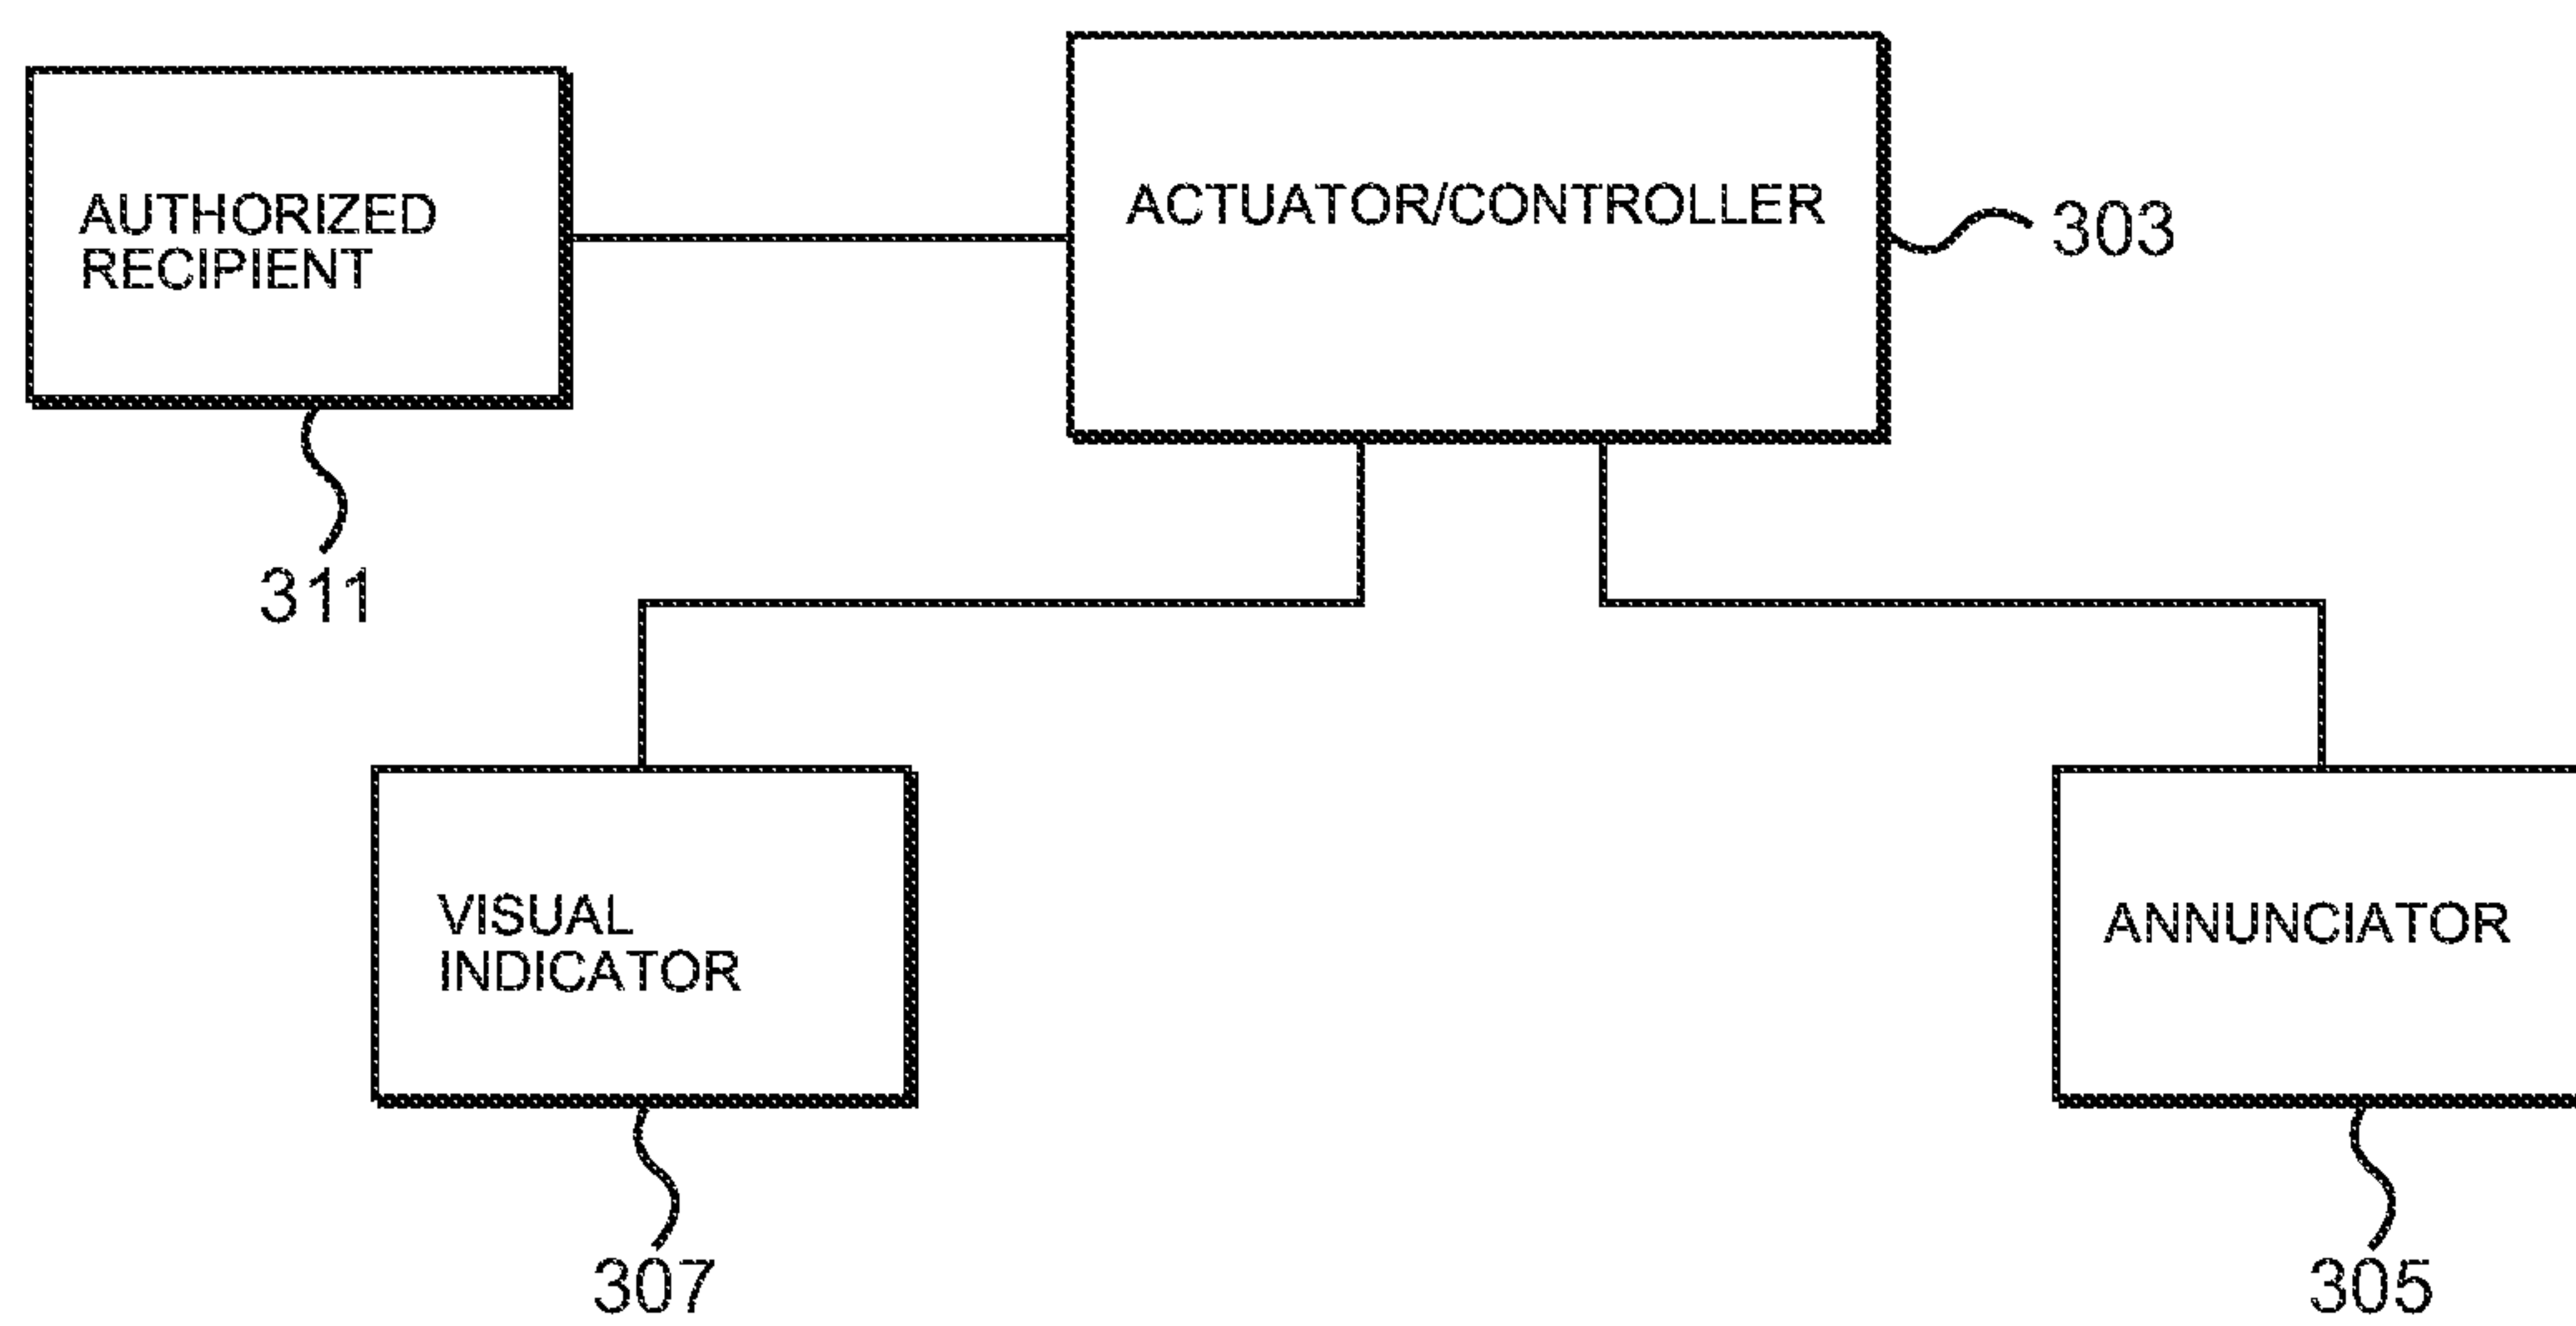 AUTHORIZED
RECIPIENT
ACTUATOR/CONTROLLER
303
311
VISUAL
INDICATOR
ANNUNCIATOR
307
305